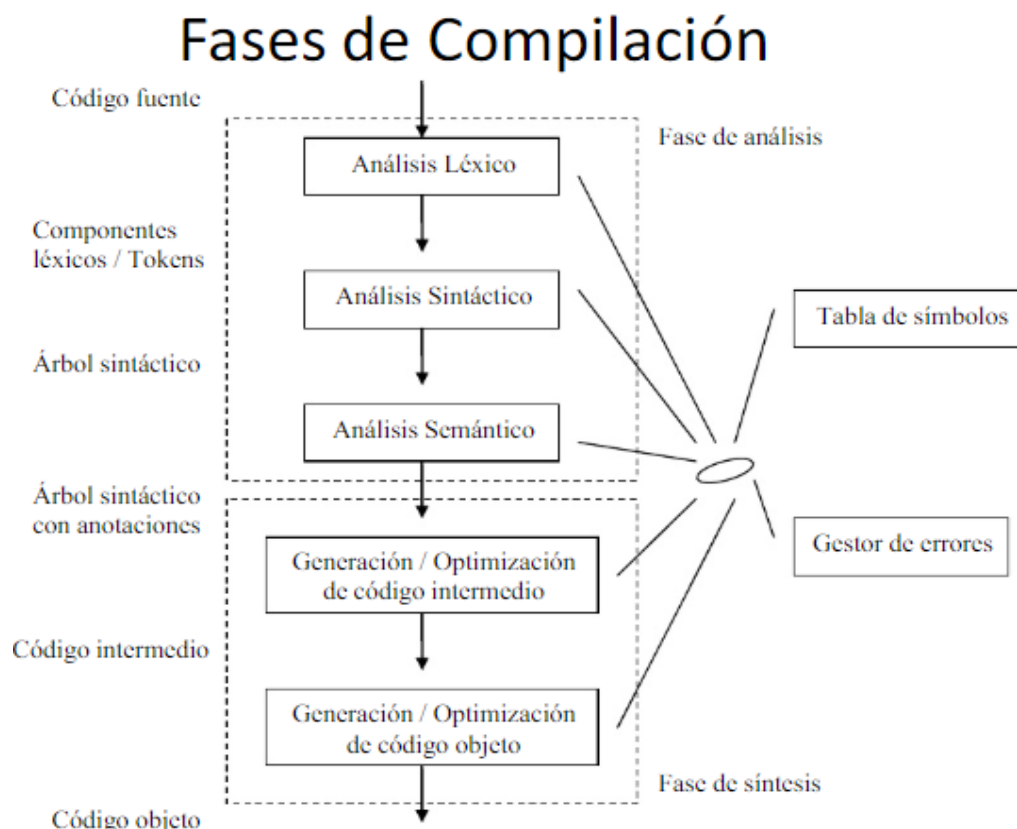 Fases de Compilación
Código fuente
Fase de análisis
Análisis Léxico
Componentes
léxicos / Tokens
Análisis Sintáctico
Tabla de símbolos
Árbol sintáctico
Análisis Semántico
Árbol sintáctico
con anotaciones
Gestor de errores
Generación / Optimización
de código intermedio
Código intermedio
Generación / Optimización
de código objeto
Fase de síntesis
Código objeto